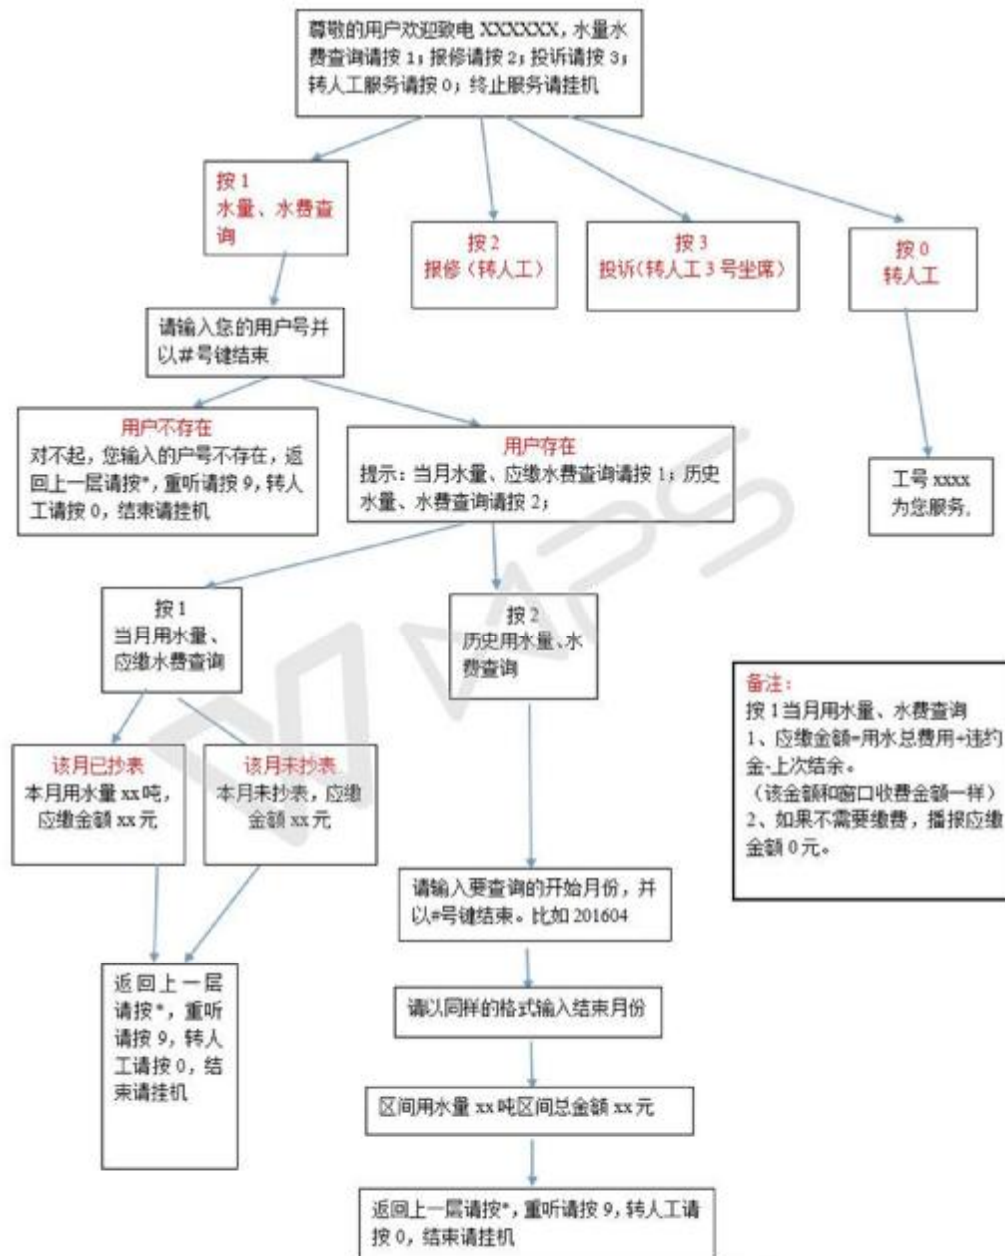 尊敬的用户欢迎致电 XXXXXX，水量水
费查询请按 1；报修请按 2；投诉请按 3；
转人工服务请按 0；终止服务请挂机
按 1
水量、水费查
询
按 2
报修（转人工）
按 3
投诉（转人工 3 号坐席）
按 0
转人工
请输入您的用户号并
以#号键结束
用户不存在
对不起，您输入的户号不存在，返
回上一层请按*，重听请按 9，转人
工请按 0，结束请挂机
用户存在
提示：当月水量、应缴水费查询请按 1；历史
水量、水费查询请按 2；
工号 xxxx
为您服务.
按 1
当月用水量、
应缴水费查询
按 2
历史用水量、水
费查询
备注：
按 1 当月用水量、水费查询
1、应缴金额=用水总费用+违约
金-上次结余。
（该金额和窗口收费金额一样）
2、如果不需要缴费，播报应缴
金额 0 元。
该月已抄表
本月用水量 xx 吨，
应缴金额 xx 元
该月未抄表
本月未抄表，应缴
金额 xx 元
请输入要查询的开始月份，并
以#号键结束。比如 201604
返回上一层
请按*，重听
请按 9，转人
工请按 0，结
束请挂机
请以同样的格式输入结束月份
区间用水量 xx 吨区间总金额 xx 元
返回上一层请按*，重听请按 9，转人工请
按 0，结束请挂机
VMPS